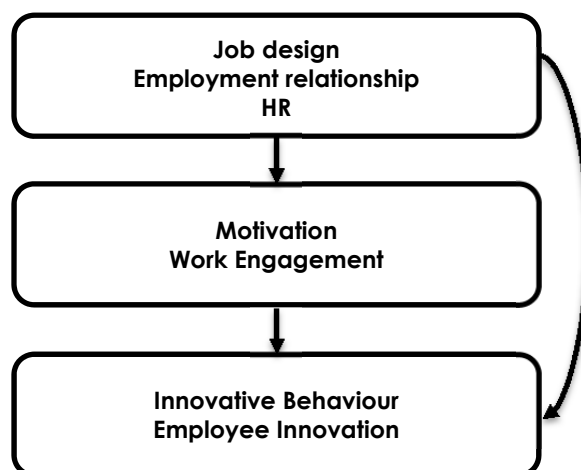 Job design
Employment relationship
HR
Motivation
Work Engagement
Innovative Behaviour
Employee Innovation